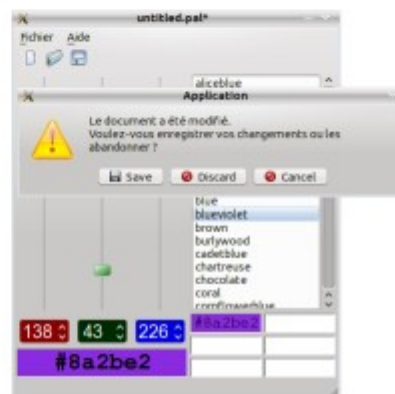 untitled.pal*
Fichier Aide
aliceblue
Application
Le document a été modifié.
Voulez-vous enregistrer vos changements ou les
abandonner ?
Save Discard Cancel
blue
blueviolet
brown
burlywood
cadetblue
chartreuse
chocolate
coral
cornflowerblue
138 43 226 #8a2be2
#8a2be2